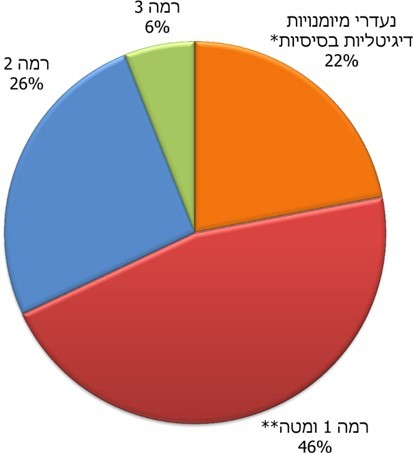 רמה 3
6%
נעדרי מיומנויות
דיגיטליות בסיסיות*
22%
רמה 2
26%
רמה 1 ומטה**
46%